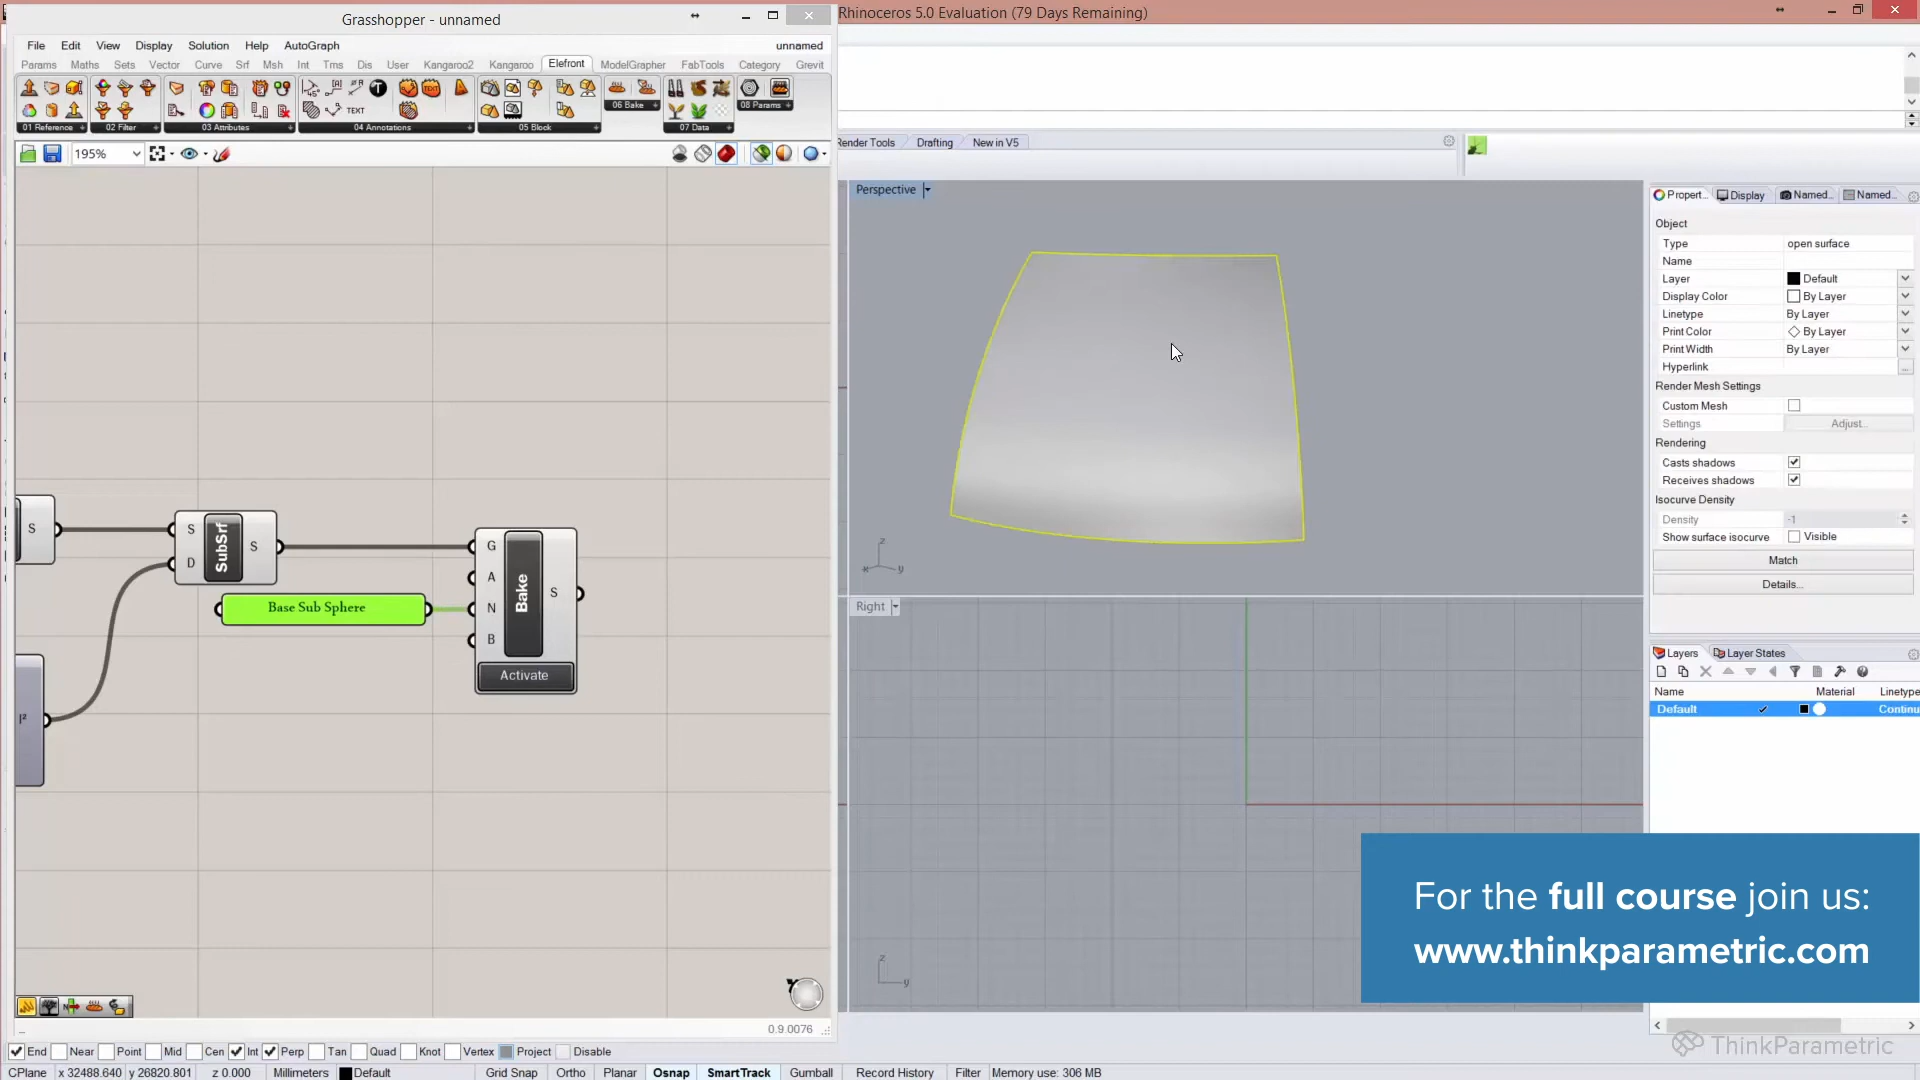 Grasshopper - unnamed
Rhinoceros 5.0 Evaluation (79 Days Remaining)
File Edit View Display Solution Help AutoGraph unnamed
Params Maths Sets Vector Curve Srf Msh Int Trns Dis User Kangaroo2 Kangaroo Elefront ModelGrapher FabTools Category Grevit
TEXT
06 Bake + 08 Params +
01 Reference + 02 Filter + 03 Attributes + 04 Annotations + 05 Block + 07 Data +
Render Tools Drafting New in V5
195%
Perspective
Propert... Display Named... Named...
Object
Type open surface
Name
Layer Default
Display Color By Layer
Linetype By Layer
Print Color By Layer
Print Width By Layer
Hyperlink ...
Render Mesh Settings
Custom Mesh
Settings Adjust...
Rendering
Casts shadows
Receives shadows
Isocurve Density
Density -1
Show surface isocurve Visible
Match
Details...
S
S
D
SubSrf
S
Base Sub Sphere
G
A
N
B
Bake
S
Activate
z
x y
Right
z
y
Layers Layer States
Name Material Linetype
Default Continu
For the full course join us:
www.thinkparametric.com
ThinkParametric
0.9.0076
End Near Point Mid Cen Int Perp Tan Quad Knot Vertex Project Disable
CPlane x 32488.640 y 26820.801 z 0.000 Millimeters Default Grid Snap Ortho Planar Osnap SmartTrack Gumball Record History Filter Memory use: 306 MB